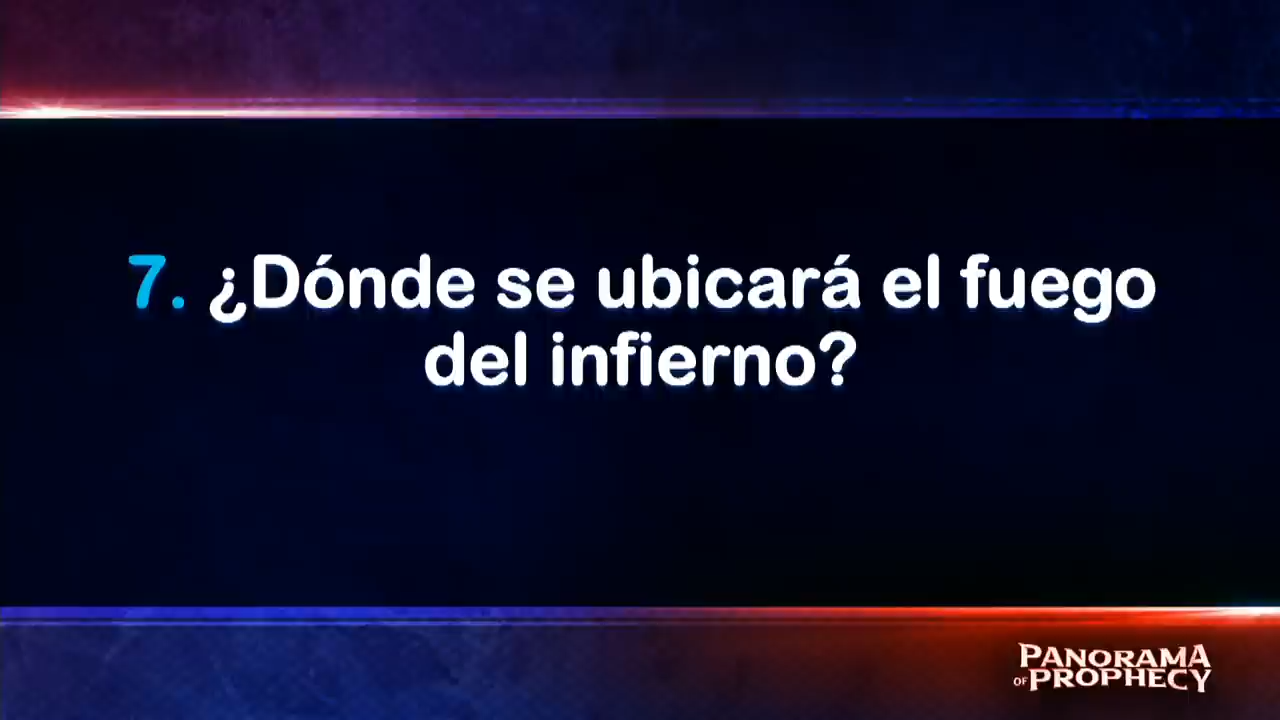 7. ¿Dónde se ubicará el fuego
del infierno?
PANORAMA
OF PROPHECY